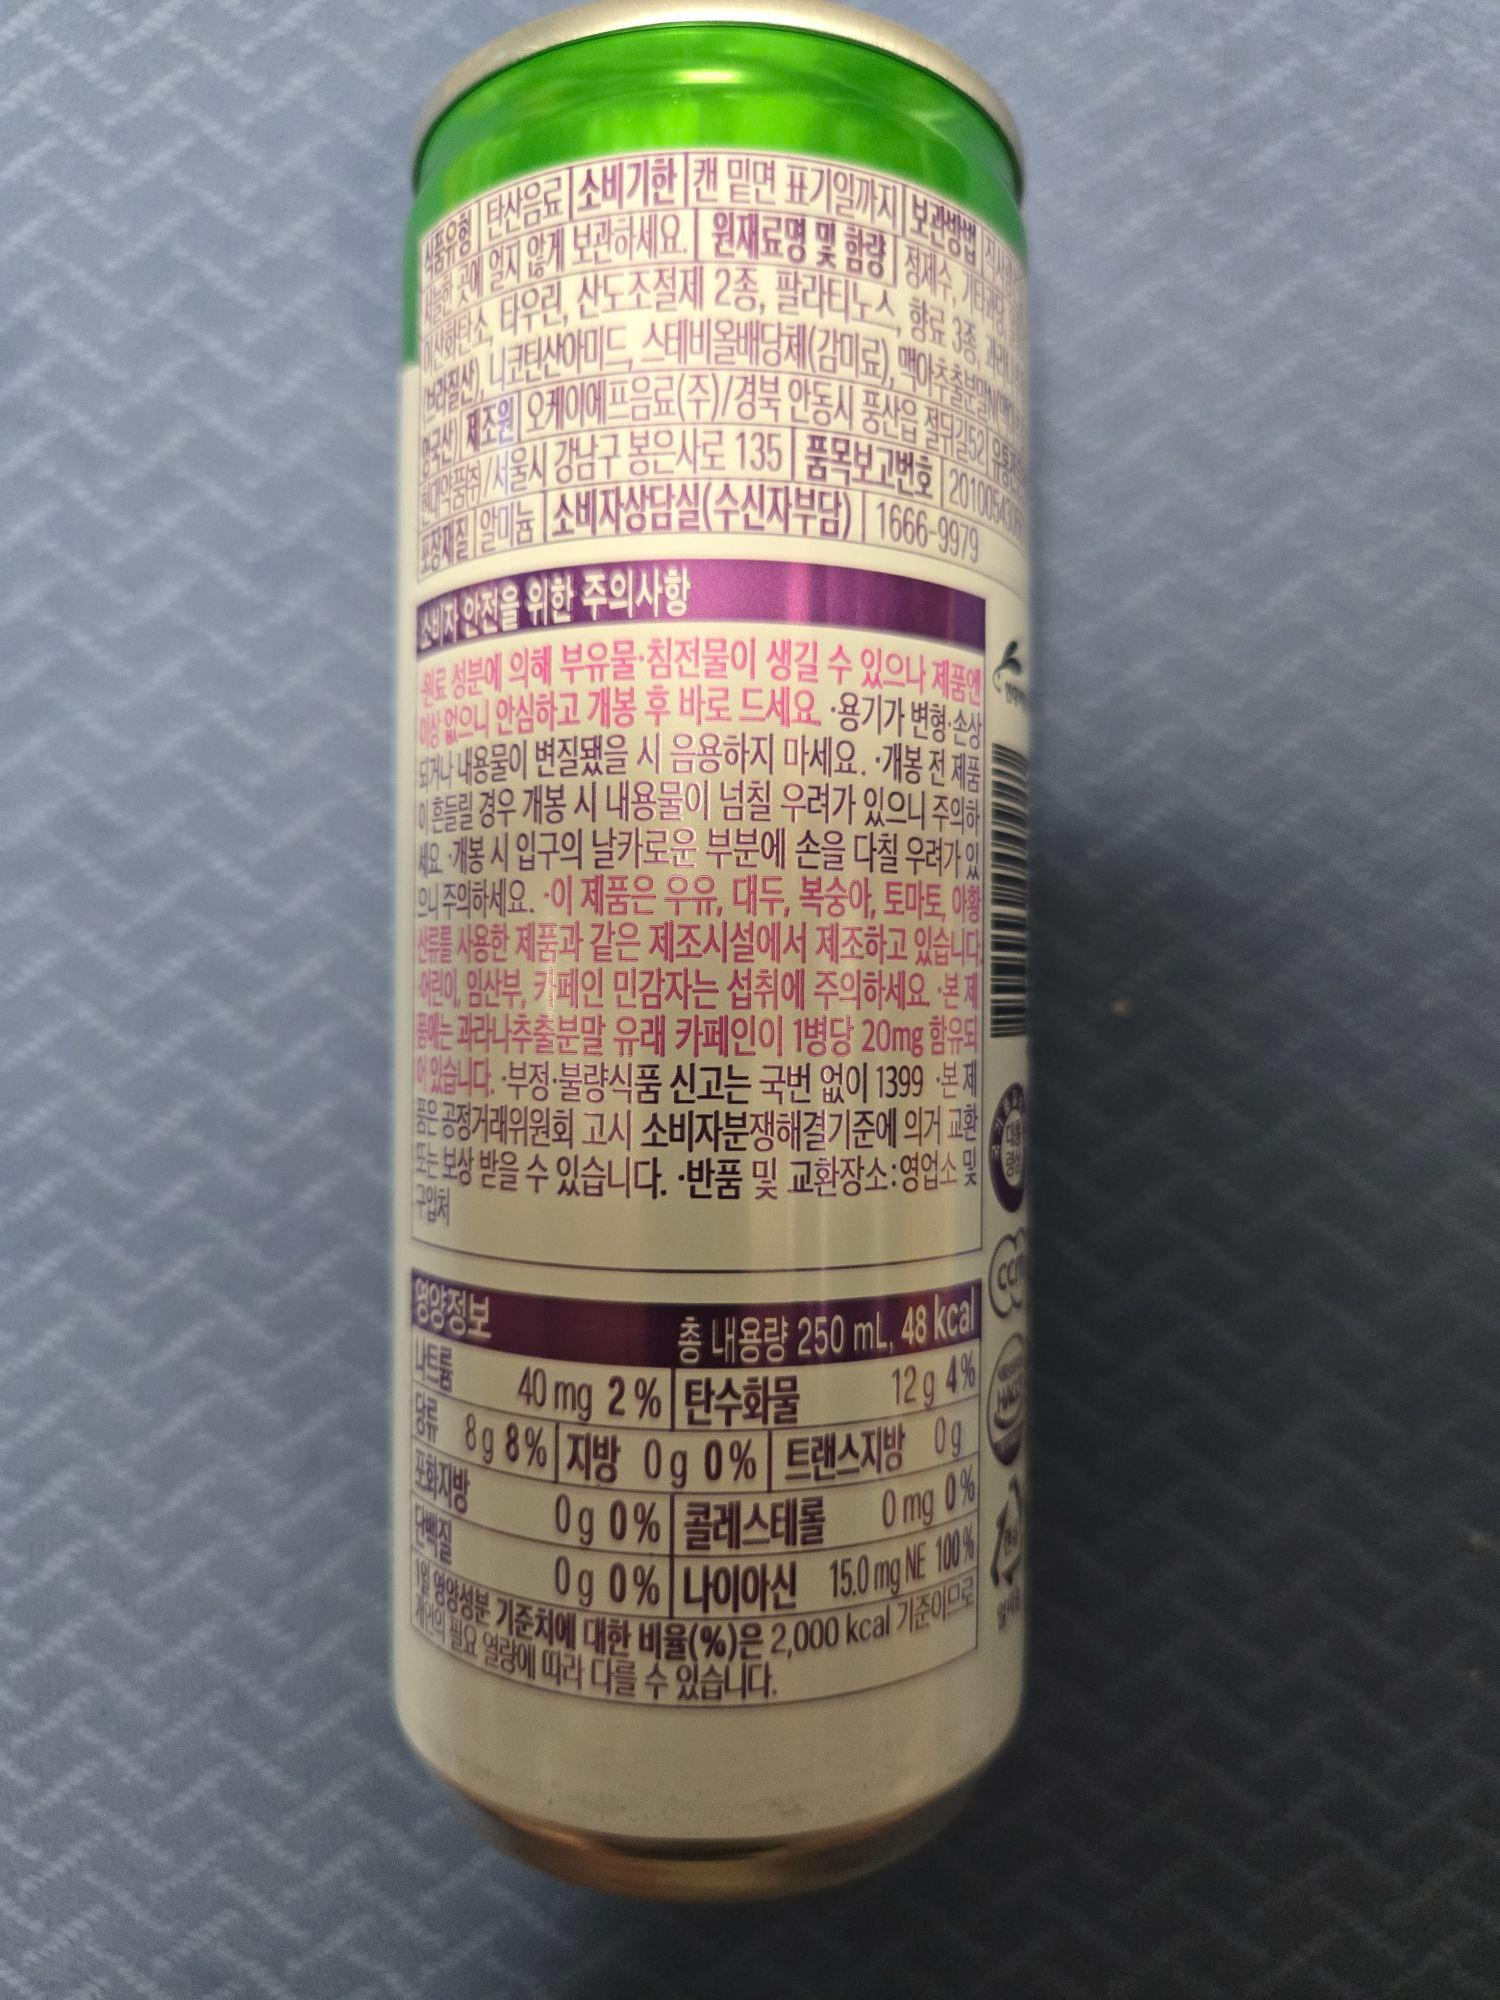 식품유형 | 탄산음료 | 소비기한 | 캔 밑면 표기일까지 | 보관방법
서늘한 곳에 얼지 않게 보관하세요. | 원재료명 및 함량 | 정제수, 기타과당,
이산화탄소, 타우린, 산도조절제 2종, 팔라티노스, 향료 3종,
(브라질산), 니코틴산아미드, 스테비올배당체(감미료), 맥아추출분말
영국산) | 제조원 | 오케이에프음료(주)/경북 안동시 풍산읍 절뒤길52
현대약품㈜/서울시 강남구 봉은사로 135 | 품목보고번호
포장재질 | 알미늄 | 소비자상담실(수신자부담) | 1666-9979
소비자 안전을 위한 주의사항
·원료 성분에 의해 부유물·침전물이 생길 수 있으나 제품엔
이상 없으니 안심하고 개봉 후 바로 드세요. ·용기가 변형·손상
되거나 내용물이 변질됐을 시 음용하지 마세요. ·개봉 전 제품
이 흔들릴 경우 개봉 시 내용물이 넘칠 우려가 있으니 주의하
세요. ·개봉 시 입구의 날카로운 부분에 손을 다칠 우려가 있
으니 주의하세요. ·이 제품은 우유, 대두, 복숭아, 토마토, 아황
산류를 사용한 제품과 같은 제조시설에서 제조하고 있습니다.
·어린이, 임산부, 카페인 민감자는 섭취에 주의하세요. ·본 제
품에는 과라나추출분말 유래 카페인이 1병당 20mg 함유되
어 있습니다. ·부정·불량식품 신고는 국번 없이 1399 ·본 제
품은 공정거래위원회 고시 소비자분쟁해결기준에 의거 교환
또는 보상 받을 수 있습니다. ·반품 및 교환장소:영업소 및
구입처
영양정보 총 내용량 250 mL, 48 kcal
나트륨 40 mg 2 % | 탄수화물 12 g 4 %
당류 8 g 8 % | 지방 0 g 0 % | 트랜스지방 0 g
포화지방 0 g 0 % | 콜레스테롤 0 mg 0 %
단백질 0 g 0 % | 나이아신 15.0 mg NE 100 %
1일 영양성분 기준치에 대한 비율(%)은 2,000 kcal 기준이므로
개인의 필요 열량에 따라 다를 수 있습니다.